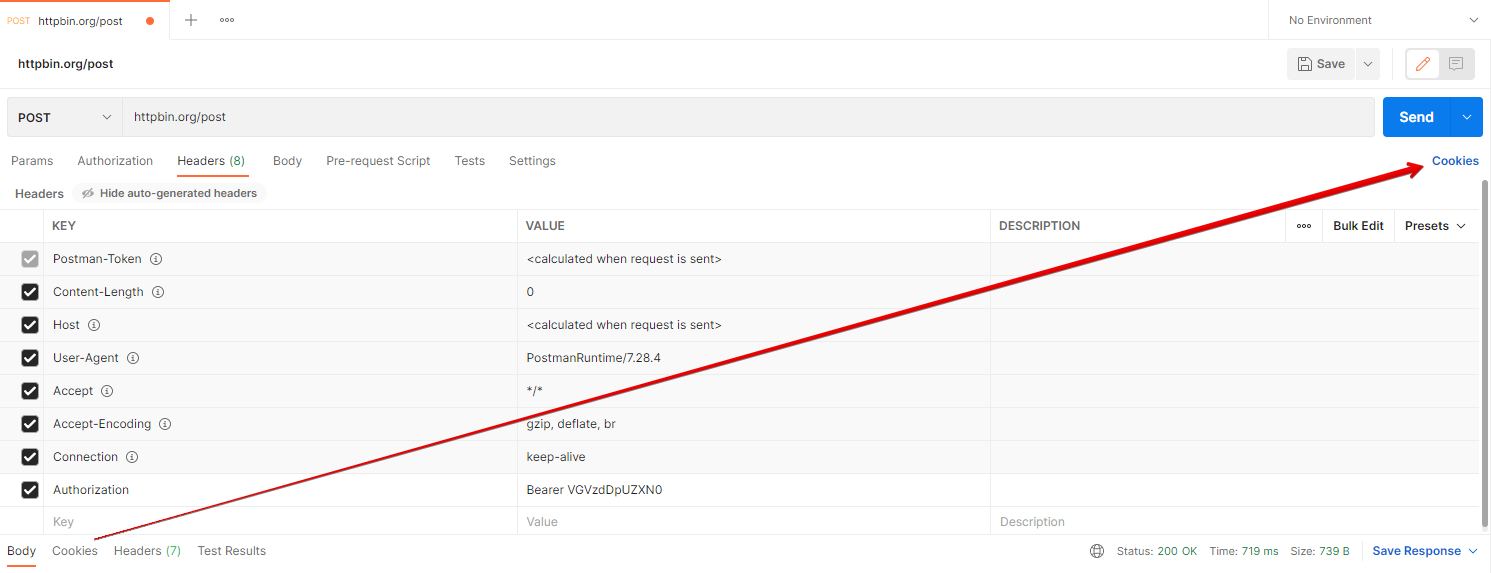 POST httpbin.org/post No Environment
httpbin.org/post Save
POST httpbin.org/post Send
Params Authorization Headers (8) Body Pre-request Script Tests Settings Cookies
Headers Hide auto-generated headers
KEY VALUE DESCRIPTION Bulk Edit Presets
Postman-Token <calculated when request is sent>
Content-Length 0
Host <calculated when request is sent>
User-Agent PostmanRuntime/7.28.4
Accept */*
Accept-Encoding gzip, deflate, br
Connection keep-alive
Authorization Bearer VGVzdDpUZXN0
Key Value Description
Body Cookies Headers (7) Test Results Status: 200 OK Time: 719 ms Size: 739 B Save Response